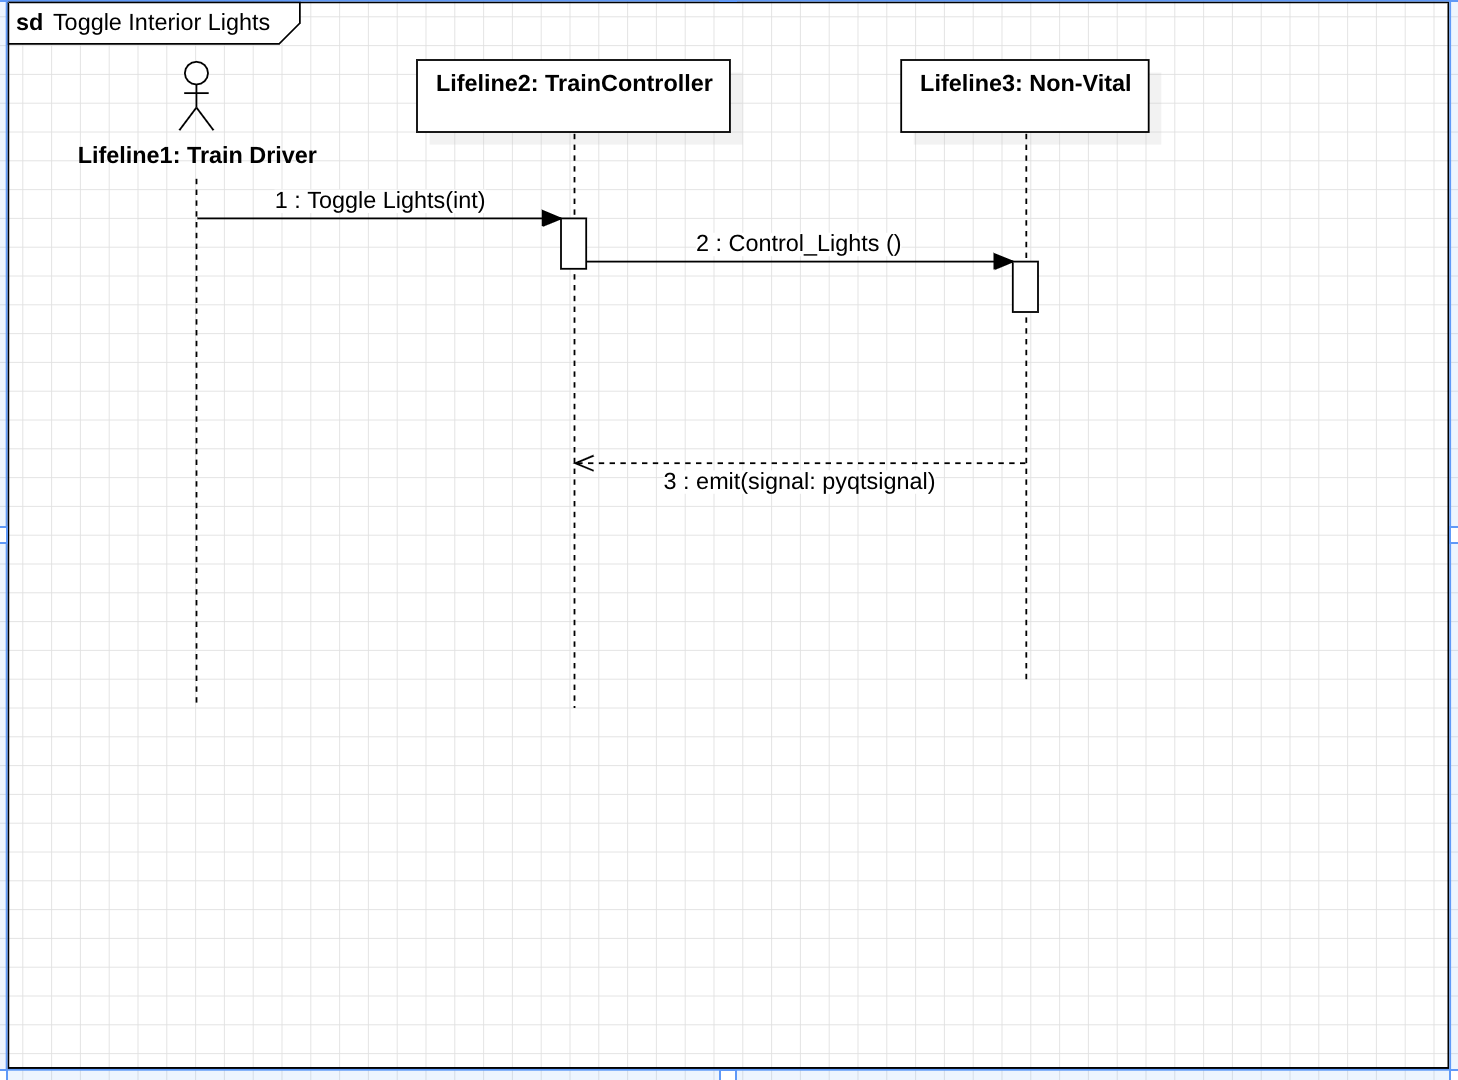 sd Toggle Interior Lights
Lifeline2: TrainController
Lifeline3: Non-Vital
Lifeline1: Train Driver
1 : Toggle Lights(int)
2 : Control_Lights ()
3 : emit(signal: pyqtsignal)